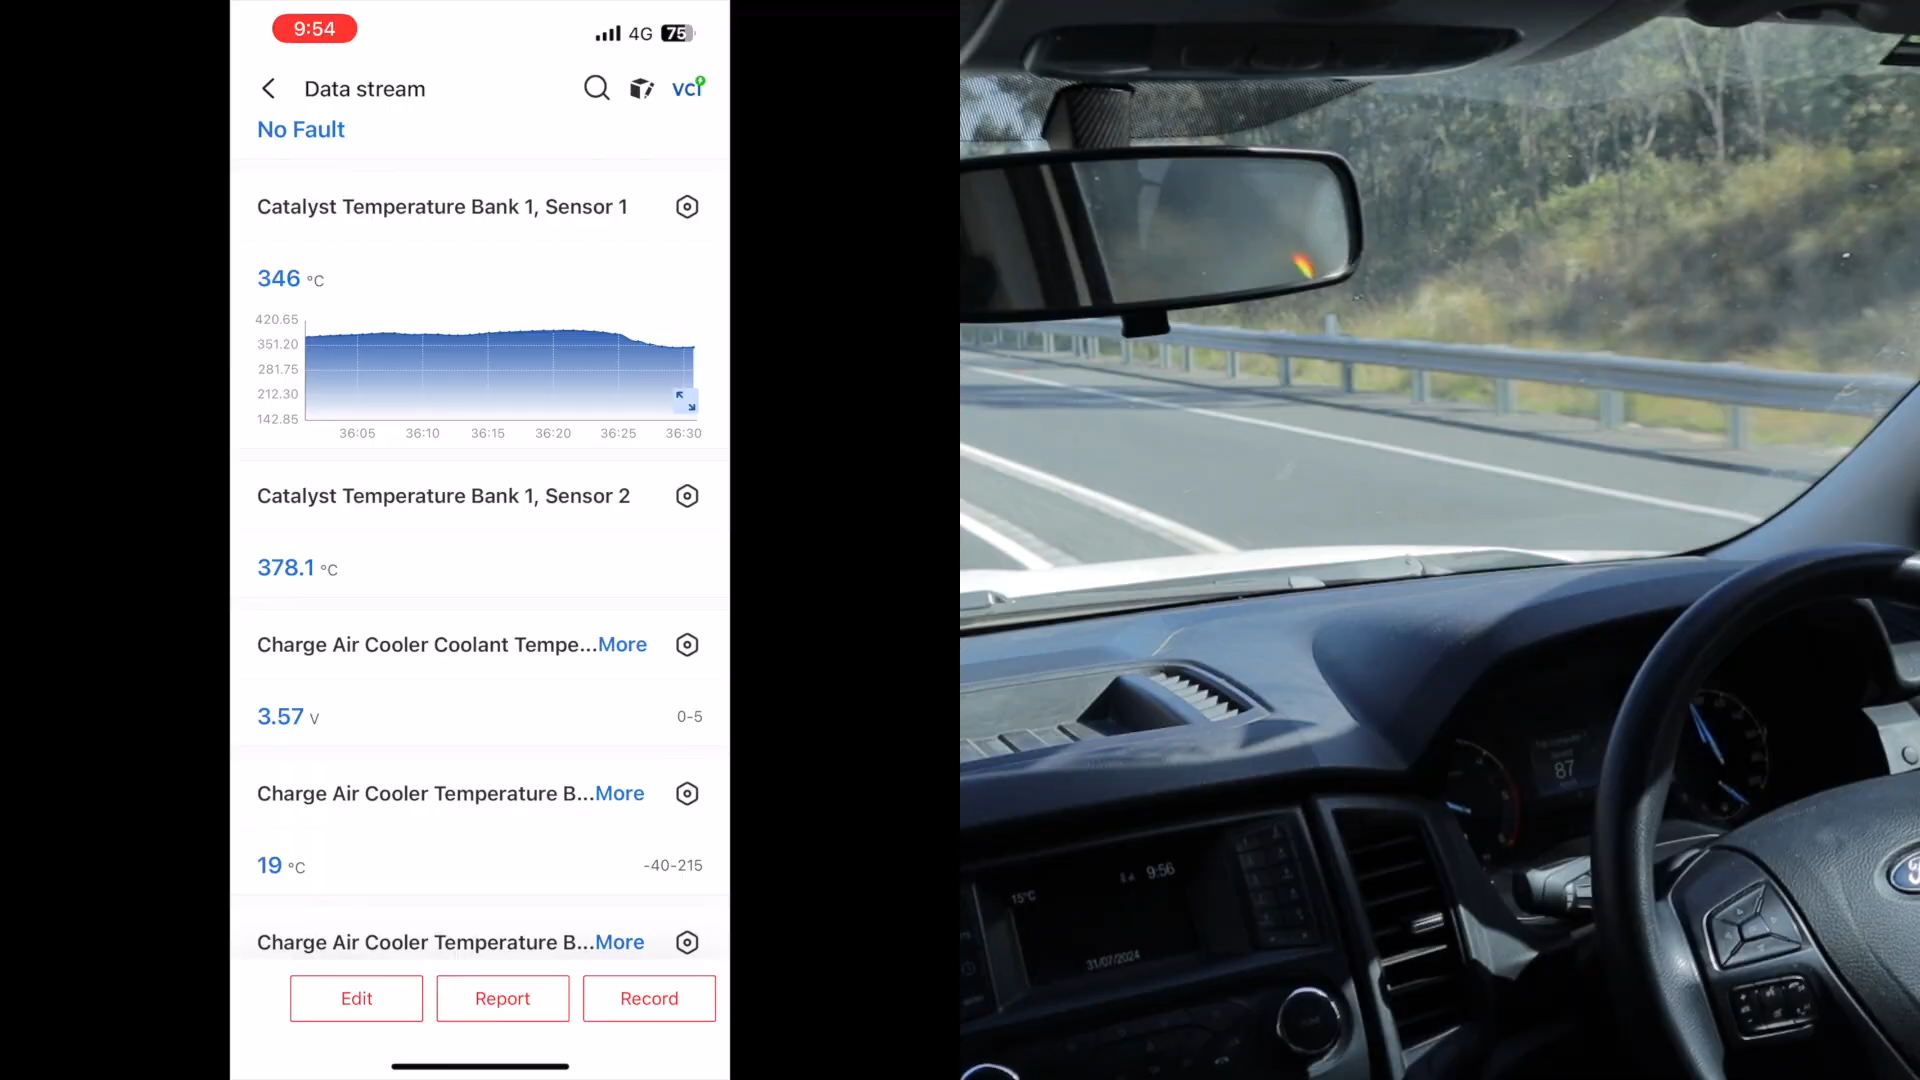 9:54
4G 75
Data stream
VCI
No Fault
Catalyst Temperature Bank 1, Sensor 1
346 °C
420.65
351.20
281.75
212.30
142.85
36:05 36:10 36:15 36:20 36:25 36:30
Catalyst Temperature Bank 1, Sensor 2
378.1 °C
Charge Air Cooler Coolant Tempe...More
3.57 V
0-5
Charge Air Cooler Temperature B...More
19 °C
-40-215
Charge Air Cooler Temperature B...More
Edit
Report
Record
87
9:56
15°C
31/07/2024